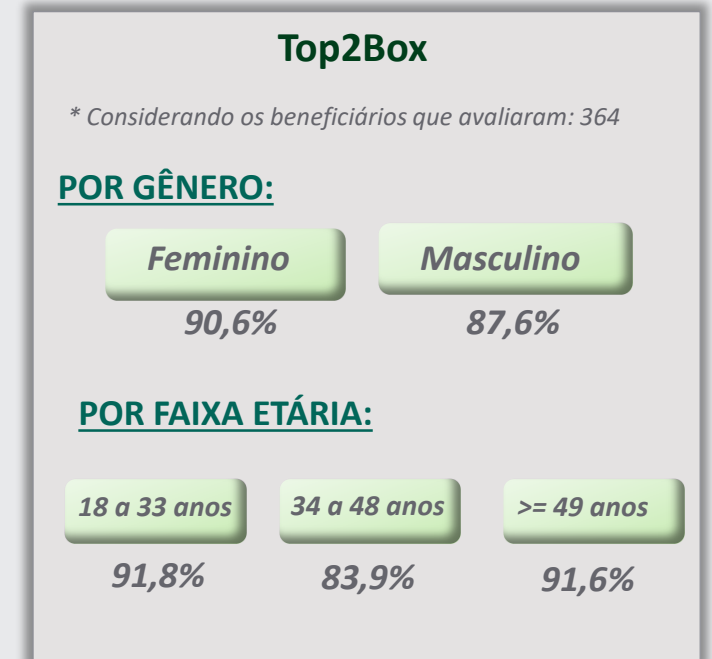 Top2Box
* Considerando os beneficiários que avaliaram: 364
POR GÊNERO:
Feminino Masculino
90,6% 87,6%
POR FAIXA ETÁRIA:
18 a 33 anos 34 a 48 anos >= 49 anos
91,8% 83,9% 91,6%